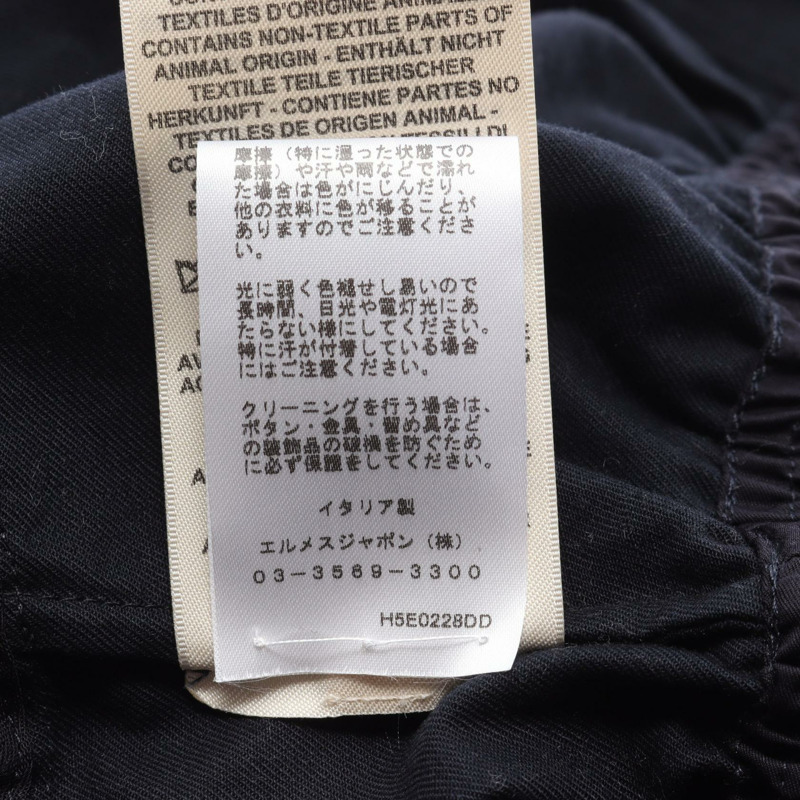 TEXTILES D'ORIGINE ANIMA
CONTAINS NON-TEXTILE PARTS OF
ANIMAL ORIGIN - ENTHÄLT NICHT
TEXTILE TEILE TIERISCHER
HERKUNFT - CONTIENE PARTES NO
TEXTILES DE ORIGEN ANIMAL -
摩擦（特に湿った状態での
摩擦）や汗や雨などで濡れ
た場合は色がにじんだり、
他の衣料に色が移ることが
ありますのでご注意くださ
い。
光に弱く色褪せし易いので
長時間、日光や電灯光にあ
たらない様にしてください。
特に汗が付着している場合
にはご注意ください。
クリーニングを行う場合は、
ボタン・金具・留め具など
の装飾品の破損を防ぐため
に必ず保護をしてください。
イタリア製
エルメスジャポン（株）
03-3569-3300
H5E0228DD